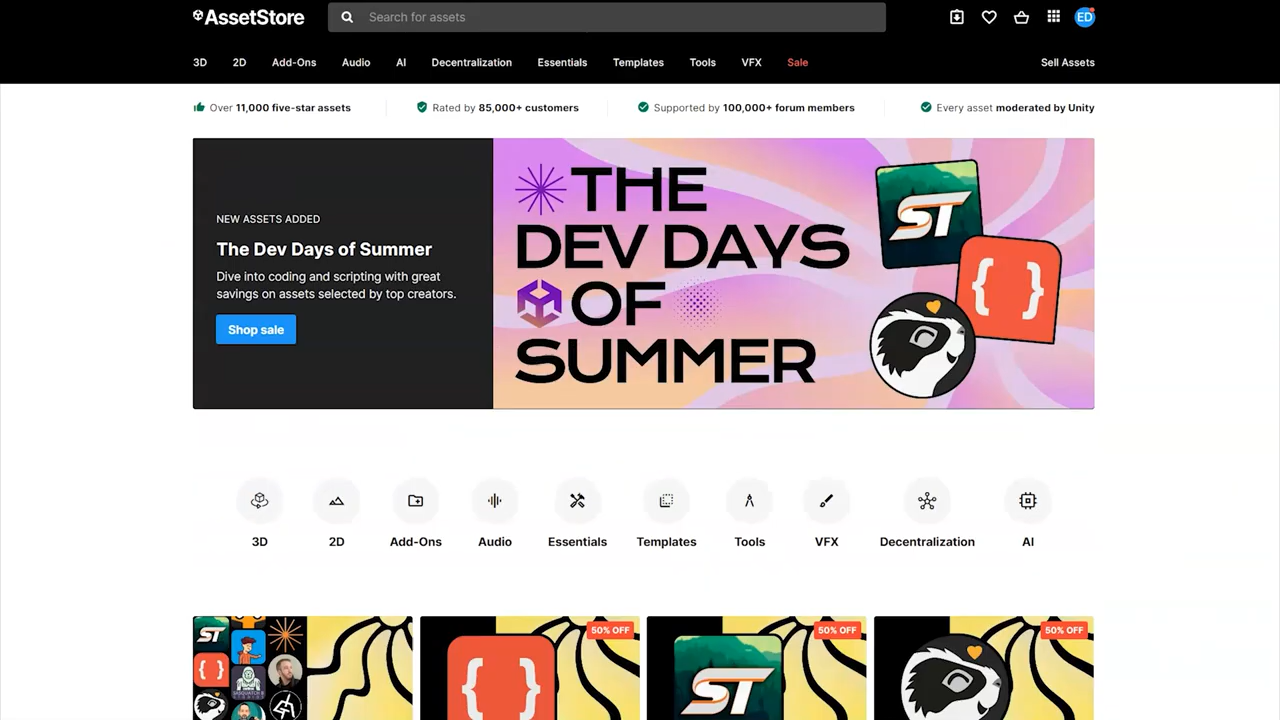 AssetStore
Search for assets
ED
3D
2D
Add-Ons
Audio
AI
Decentralization
Essentials
Templates
Tools
VFX
Sale
Sell Assets
Over 11,000 five-star assets
Rated by 85,000+ customers
Supported by 100,000+ forum members
Every asset moderated by Unity
NEW ASSETS ADDED
The Dev Days of Summer
Dive into coding and scripting with great
savings on assets selected by top creators.
Shop sale
THE
DEV DAYS
OF
SUMMER
ST
{ }
3D
2D
Add-Ons
Audio
Essentials
Templates
Tools
VFX
Decentralization
AI
ST
{ }
50% OFF
{ }
50% OFF
ST
50% OFF